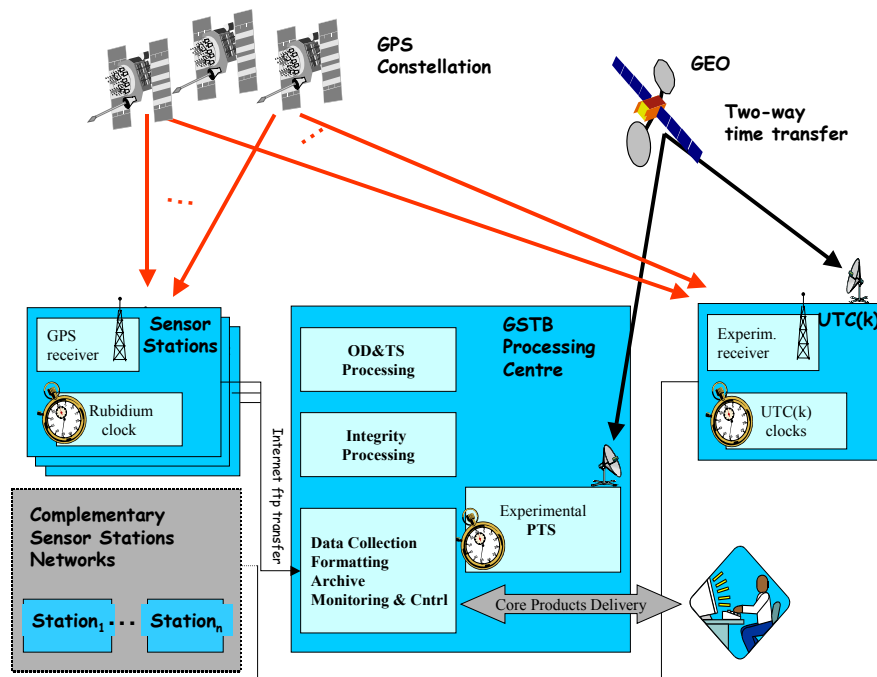 GPS
Constellation
GEO
Two-way
time transfer
...
...
Sensor
Stations
GPS
receiver
Rubidium
clock
GSTB
Processing
Centre
OD&TS
Processing
Integrity
Processing
Data Collection
Formatting
Archive
Monitoring & Cntrl
Experimental
PTS
UTC(k)
Experim.
receiver
UTC(k)
clocks
Internet ftp transfer
Complementary
Sensor Stations
Networks
Station1 ... Stationn
Core Products Delivery